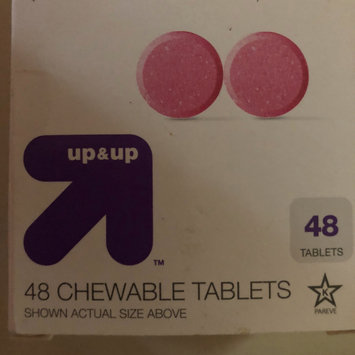 up&up
TM
48
TABLETS
48 CHEWABLE TABLETS
SHOWN ACTUAL SIZE ABOVE
K
PAREVE